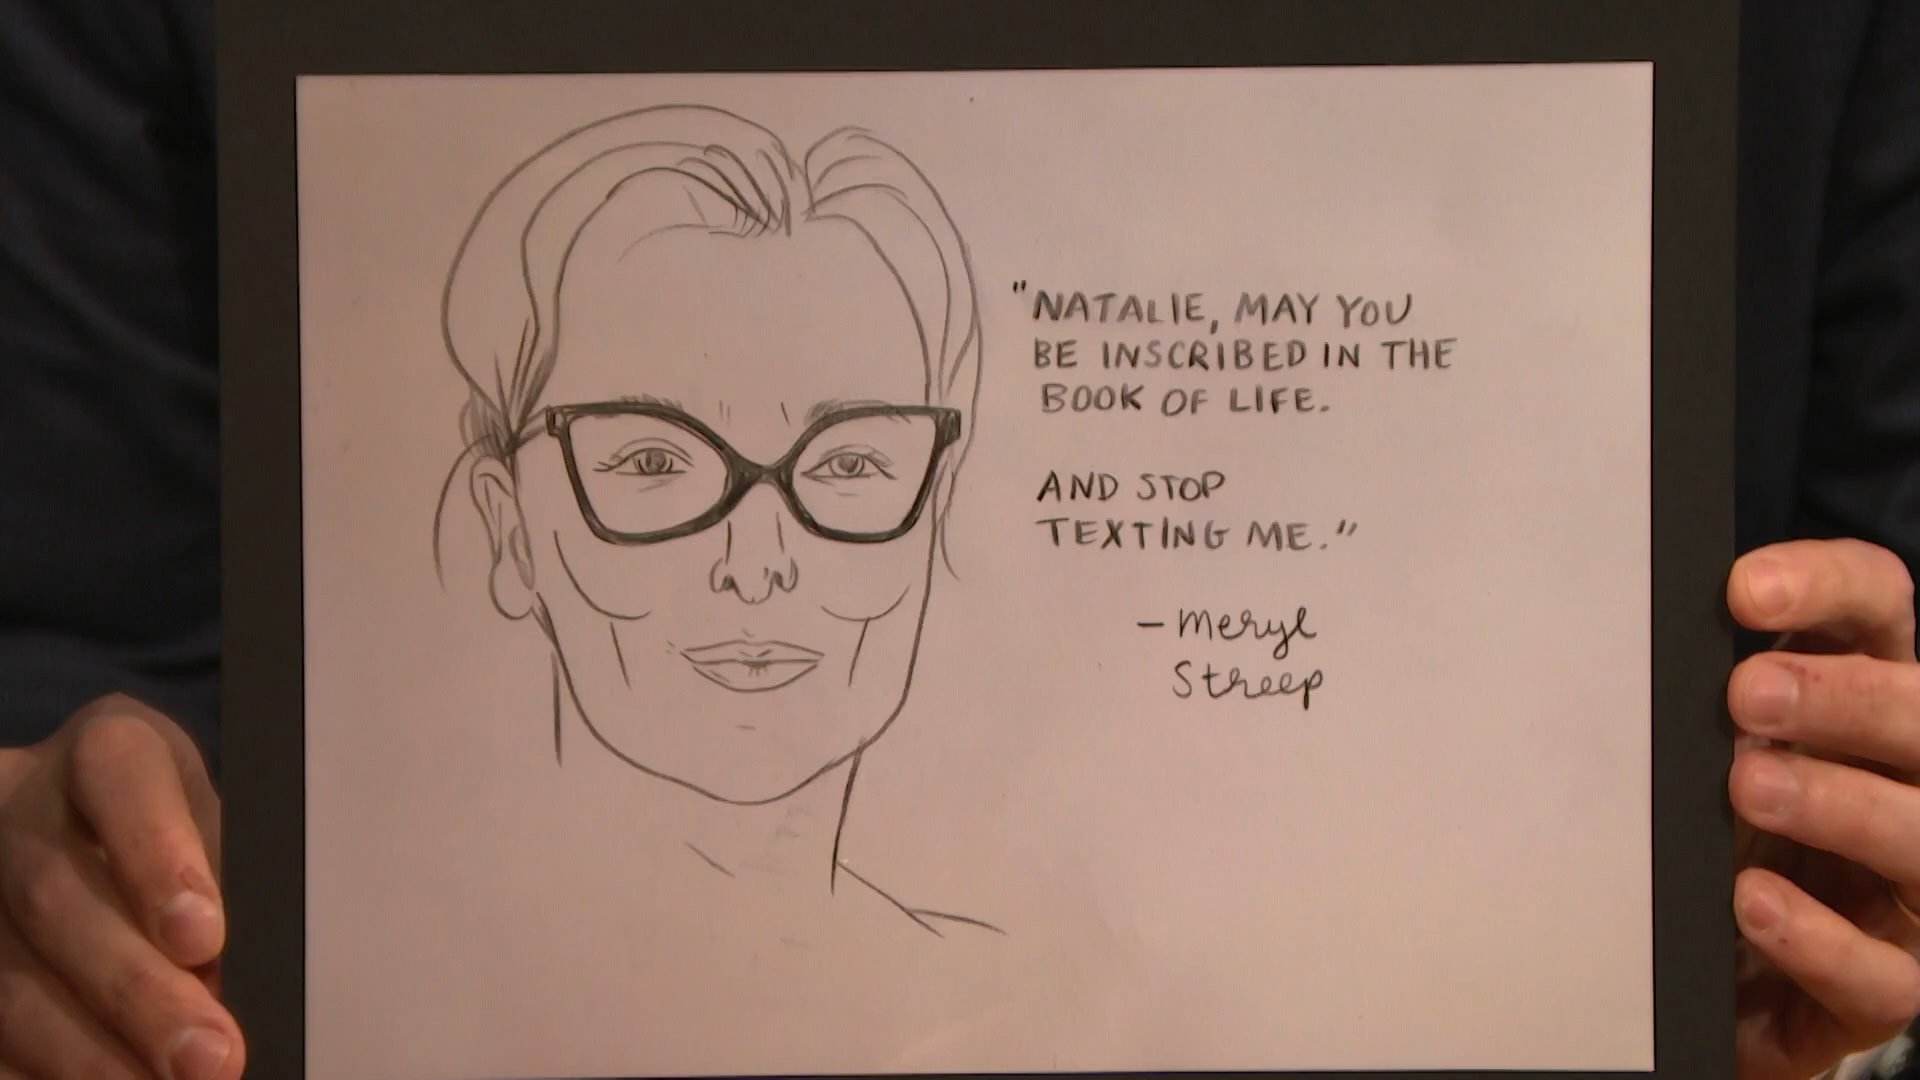 "NATALIE, MAY YOU
BE INSCRIBED IN THE
BOOK OF LIFE.
AND STOP
TEXTING ME."
– Meryl
Streep